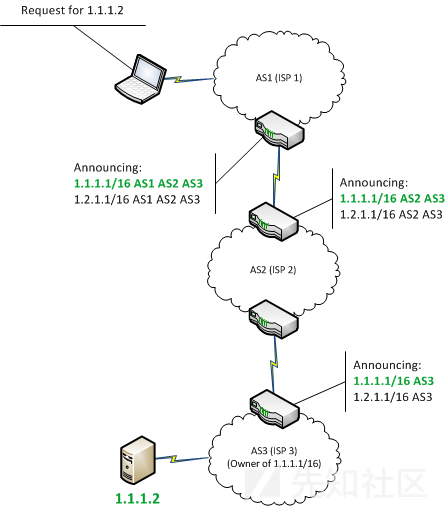 Request for 1.1.1.2
AS1 (ISP 1)
Announcing:
1.1.1.1/16 AS1 AS2 AS3
1.2.1.1/16 AS1 AS2 AS3
Announcing:
1.1.1.1/16 AS2 AS3
1.2.1.1/16 AS2 AS3
AS2 (ISP 2)
Announcing:
1.1.1.1/16 AS3
1.2.1.1/16 AS3
AS3 (ISP 3)
(Owner of 1.1.1.1/16)
1.1.1.2
先知社区